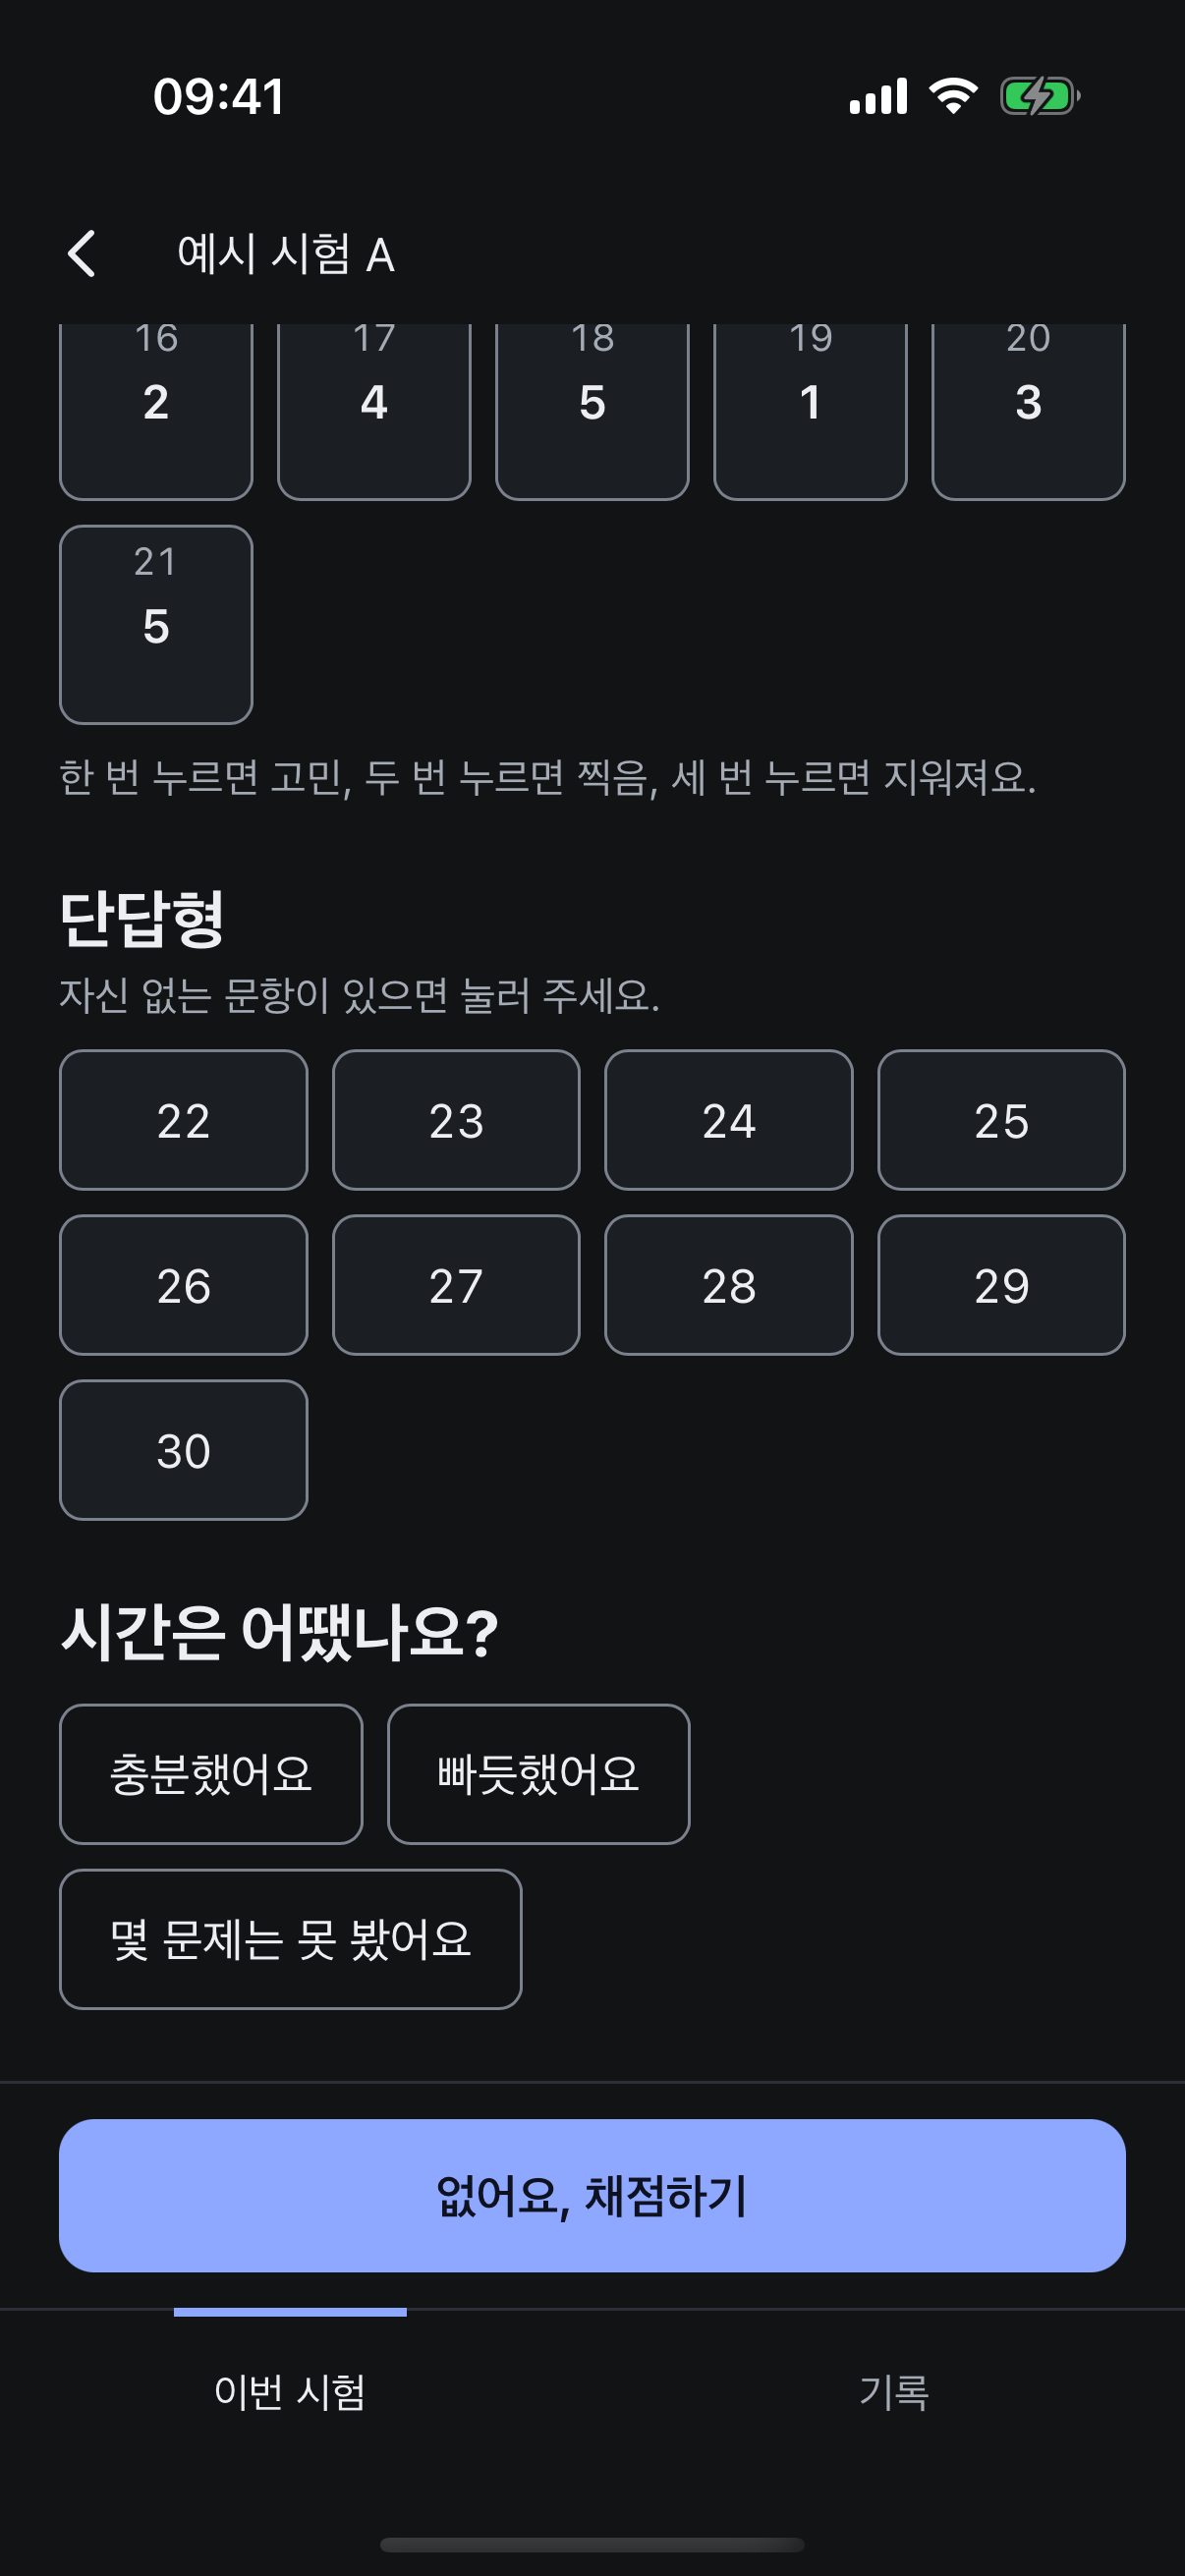 09:41
예시 시험 A
16 17 18 19 20
2 4 5 1 3
21
5
한 번 누르면 고민, 두 번 누르면 찍음, 세 번 누르면 지워져요.
단답형
자신 없는 문항이 있으면 눌러 주세요.
22 23 24 25
26 27 28 29
30
시간은 어땠나요?
충분했어요 빠듯했어요
몇 문제는 못 봤어요
없어요, 채점하기
이번 시험 기록